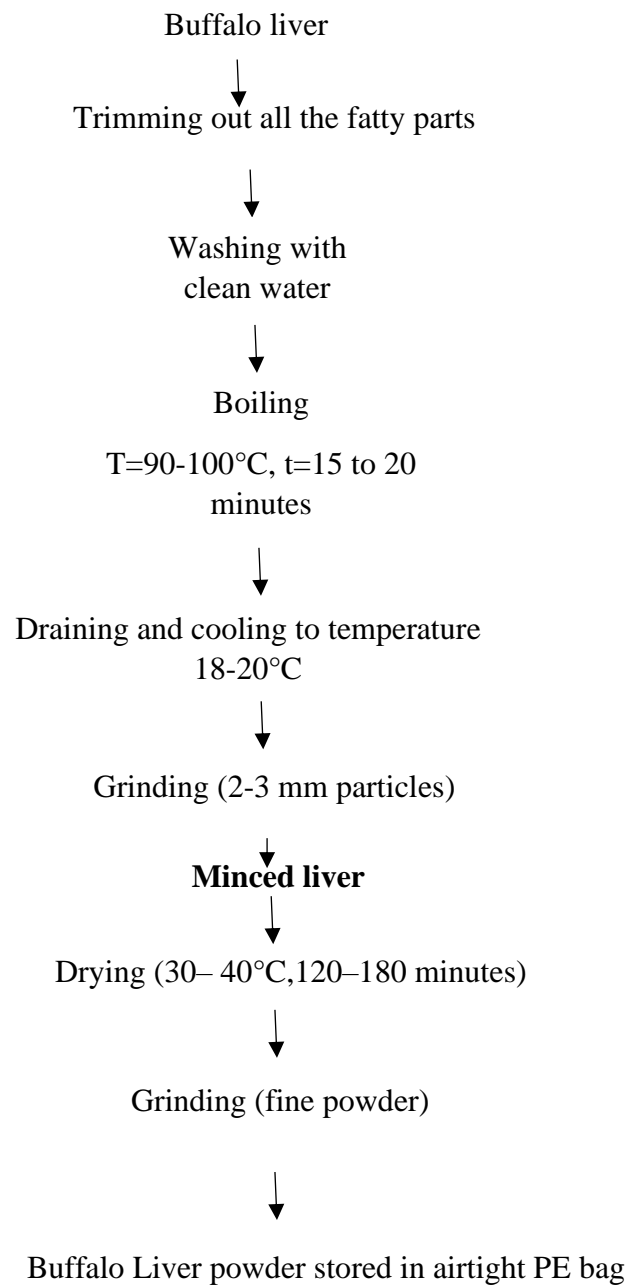 Buffalo liver
Trimming out all the fatty parts
Washing with
clean water
Boiling
T=90-100°C, t=15 to 20
minutes
Draining and cooling to temperature
18-20°C
Grinding (2-3 mm particles)
Minced liver
Drying (30– 40°C,120–180 minutes)
Grinding (fine powder)
Buffalo Liver powder stored in airtight PE bag